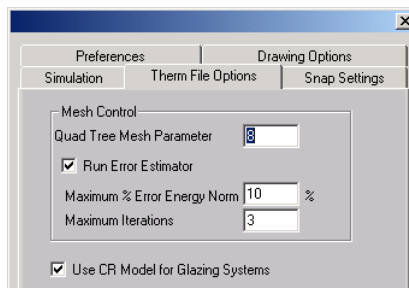 Preferences Drawing Options
Simulation Therm File Options Snap Settings
Mesh Control
Quad Tree Mesh Parameter 8
Run Error Estimator
Maximum % Error Energy Norm 10 %
Maximum Iterations 3
Use CR Model for Glazing Systems